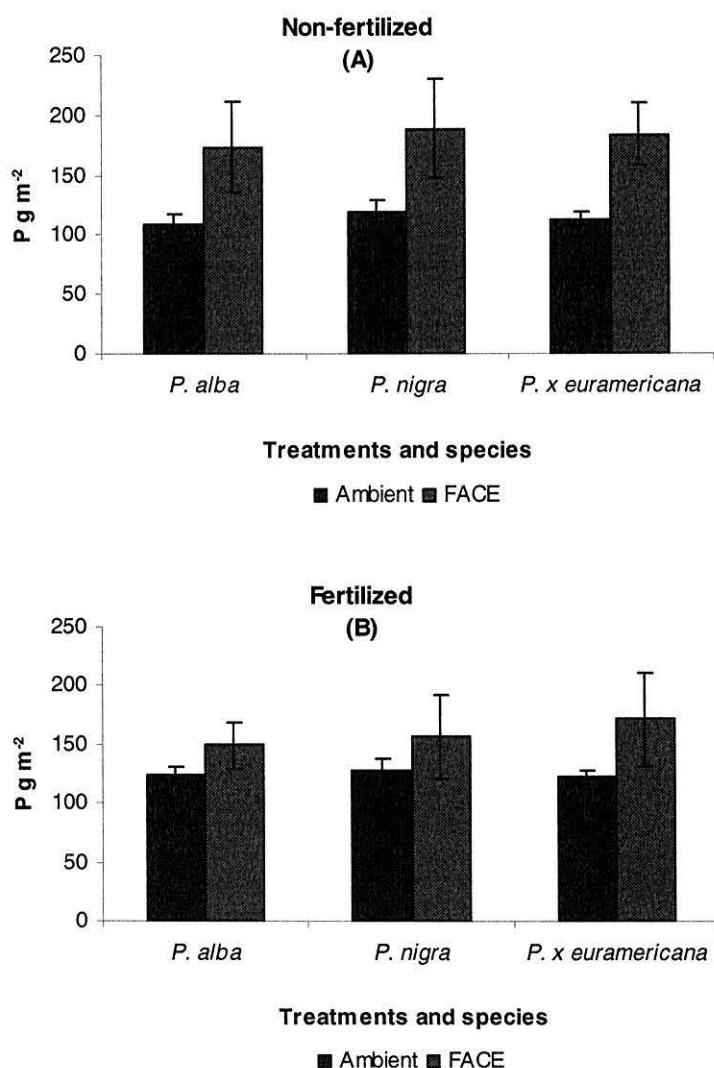 Non-fertilized
(A)
250
200
150
100
50
0
P g m-2
P. alba P. nigra P. x euramericana
Treatments and species
Ambient FACE
Fertilized
(B)
250
200
150
100
50
0
P g m-2
P. alba P. nigra P. x euramericana
Treatments and species
Ambient FACE